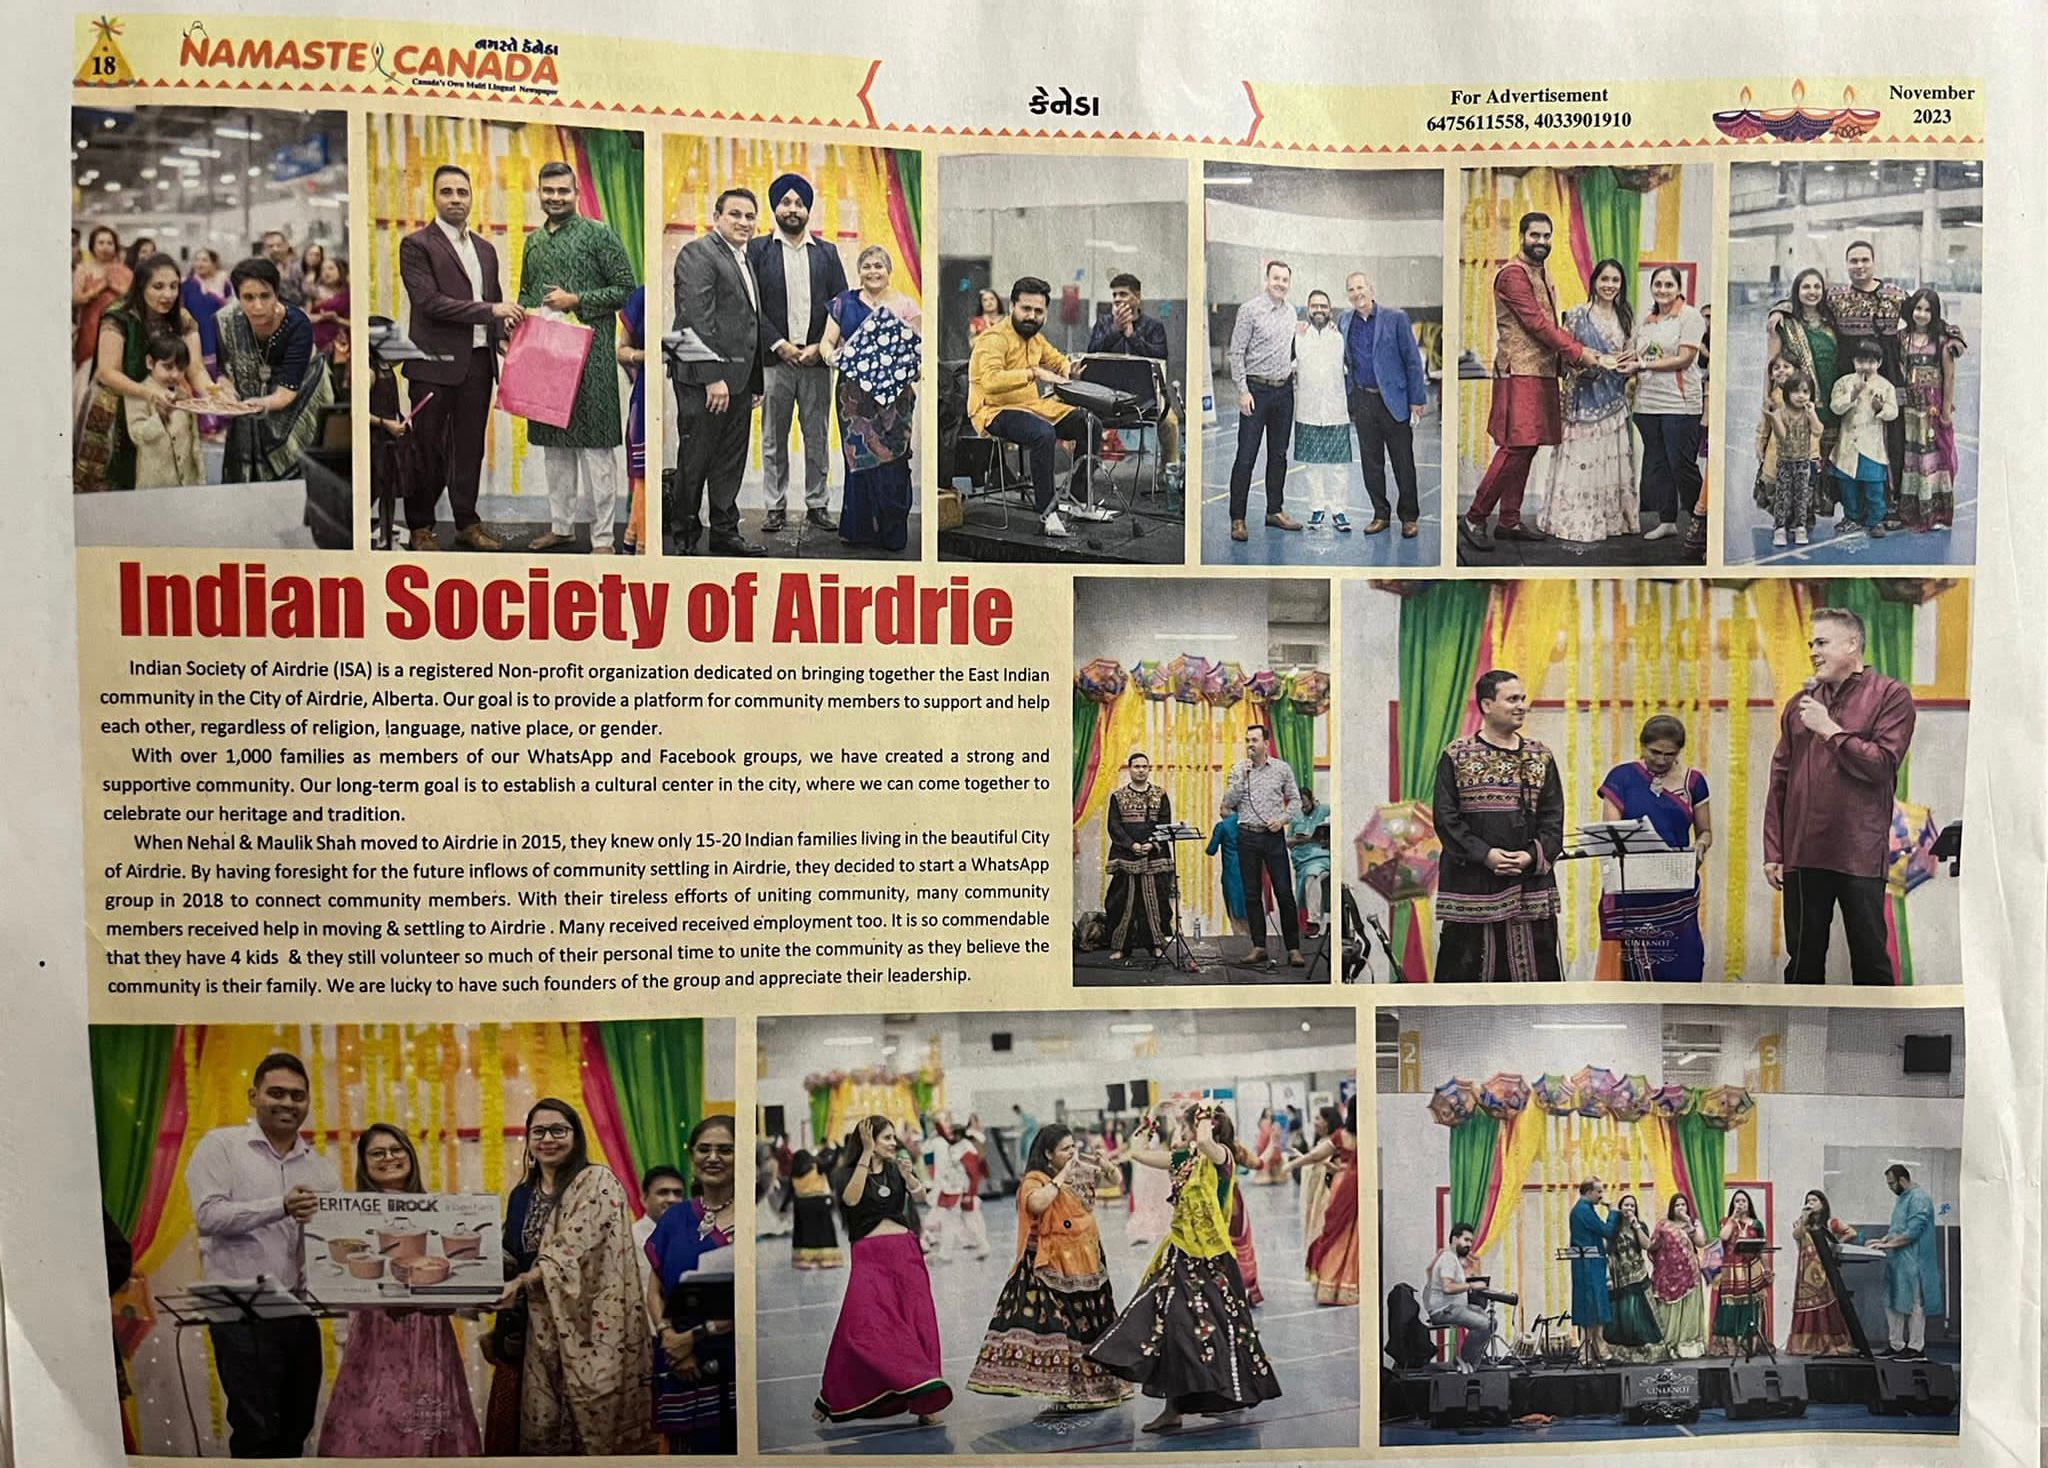 18
NAMASTE CANADA
નમસ્તે કેનેડા
Canada's Own Multi Lingual Newspaper
કેનેડા
For Advertisement
6475611558, 4033901910
November
2023
Indian Society of Airdrie
Indian Society of Airdrie (ISA) is a registered Non-profit organization dedicated on bringing together the East Indian
community in the City of Airdrie, Alberta. Our goal is to provide a platform for community members to support and help
each other, regardless of religion, language, native place, or gender.
With over 1,000 families as members of our WhatsApp and Facebook groups, we have created a strong and
supportive community. Our long-term goal is to establish a cultural center in the city, where we can come together to
celebrate our heritage and tradition.
When Nehal & Maulik Shah moved to Airdrie in 2015, they knew only 15-20 Indian families living in the beautiful City
of Airdrie. By having foresight for the future inflows of community settling in Airdrie, they decided to start a WhatsApp
group in 2018 to connect community members. With their tireless efforts of uniting community, many community
members received help in moving & settling to Airdrie . Many received received employment too. It is so commendable
that they have 4 kids & they still volunteer so much of their personal time to unite the community as they believe the
community is their family. We are lucky to have such founders of the group and appreciate their leadership.
CINEKNOT
ERITAGE THE ROCK
CINEKNOT
2
3
CINEKNOT